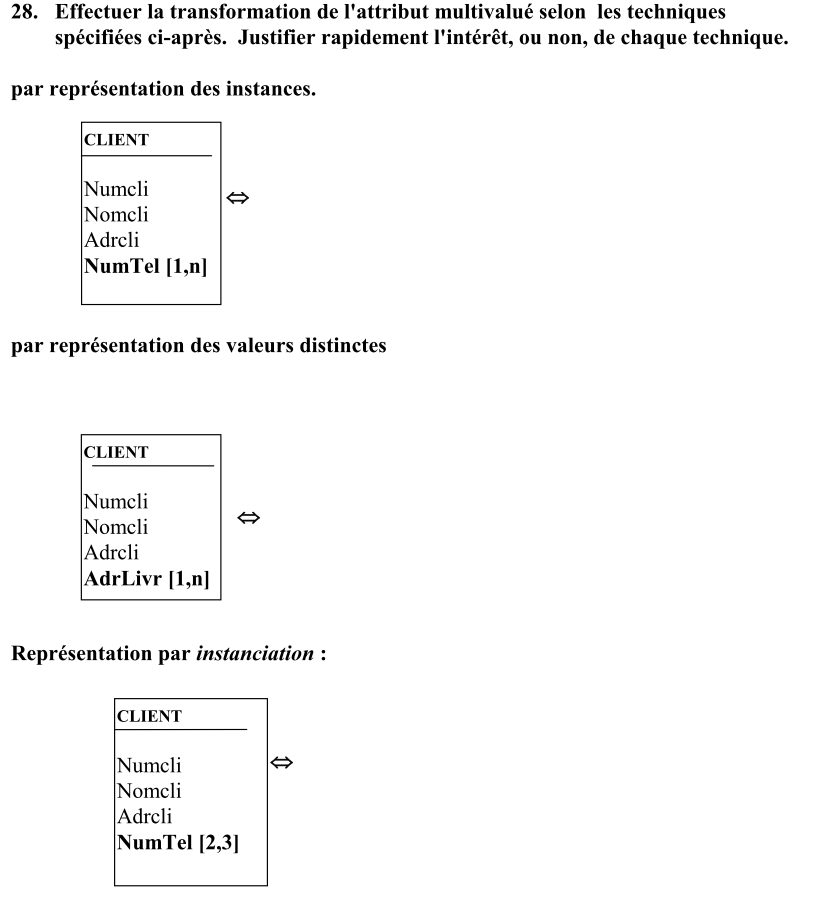 28. Effectuer la transformation de l'attribut multivalué selon les techniques
spécifiées ci-après. Justifier rapidement l'intérêt, ou non, de chaque technique.
par représentation des instances.
CLIENT
Numcli
Nomcli
Adrcli
NumTel [1,n]
⇔
par représentation des valeurs distinctes
CLIENT
Numcli
Nomcli
Adrcli
AdrLivr [1,n]
⇔
Représentation par instanciation :
CLIENT
Numcli
Nomcli
Adrcli
NumTel [2,3]
⇔